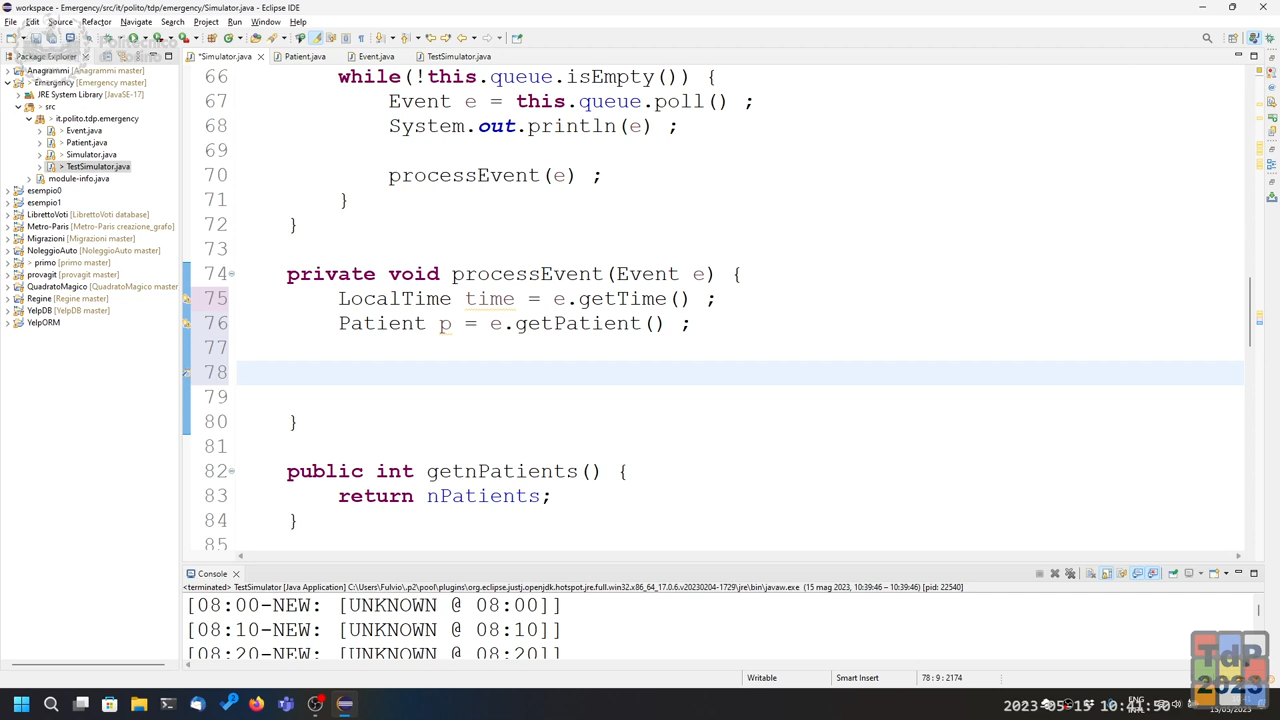 workspace - Emergency/src/it/polito/tdp/emergency/Simulator.java - Eclipse IDE
File Edit Source Refactor Navigate Search Project Run Window Help
Package Explorer
*Simulator.java Patient.java Event.java TestSimulator.java
Anagrammi [Anagrammi master]
> Emergency [Emergency master]
JRE System Library [JavaSE-17]
> src
> it.polito.tdp.emergency
> Event.java
> Patient.java
> Simulator.java
> TestSimulator.java
module-info.java
esempio0
esempio1
LibrettoVoti [LibrettoVoti database]
Metro-Paris [Metro-Paris creazione_grafo]
Migrazioni [Migrazioni master]
NoleggioAuto [NoleggioAuto master]
> primo [primo master]
provagit [provagit master]
QuadratoMagico [QuadratoMagico master]
Regine [Regine master]
YelpDB [YelpDB master]
YelpORM
66 while(!this.queue.isEmpty()) {
67 Event e = this.queue.poll() ;
68 System.out.println(e) ;
69
70 processEvent(e) ;
71 }
72 }
73
74 private void processEvent(Event e) {
75 LocalTime time = e.getTime() ;
76 Patient p = e.getPatient() ;
77
78
79
80 }
81
82 public int getnPatients() {
83 return nPatients;
84 }
85
Console
<terminated> TestSimulator [Java Application] C:\Users\Fulvio\.p2\pool\plugins\org.eclipse.justj.openjdk.hotspot.jre.full.win32.x86_64_17.0.6.v20230204-1729\jre\bin\javaw.exe (15 mag 2023, 10:39:46 – 10:39:46) [pid: 22540]
[08:00-NEW: [UNKNOWN @ 08:00]]
[08:10-NEW: [UNKNOWN @ 08:10]]
[08:20-NEW: [UNKNOWN @ 08:20]]
Writable Smart Insert 78 : 9 : 2174
TdP
2023
ENG
2023-05-15 10:41:50